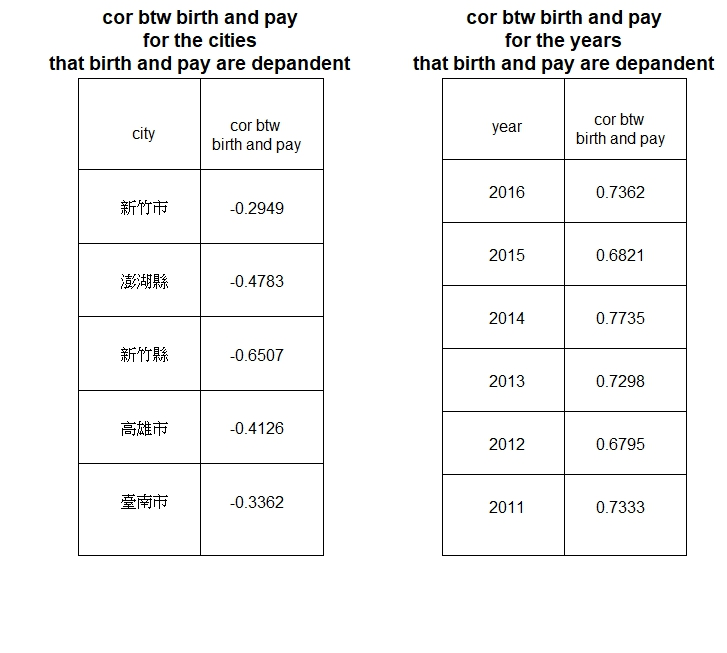 cor btw birth and pay
for the cities
that birth and pay are depandent
city
cor btw
birth and pay
新竹市
-0.2949
澎湖縣
-0.4783
新竹縣
-0.6507
高雄市
-0.4126
臺南市
-0.3362
cor btw birth and pay
for the years
that birth and pay are depandent
year
cor btw
birth and pay
2016
0.7362
2015
0.6821
2014
0.7735
2013
0.7298
2012
0.6795
2011
0.7333